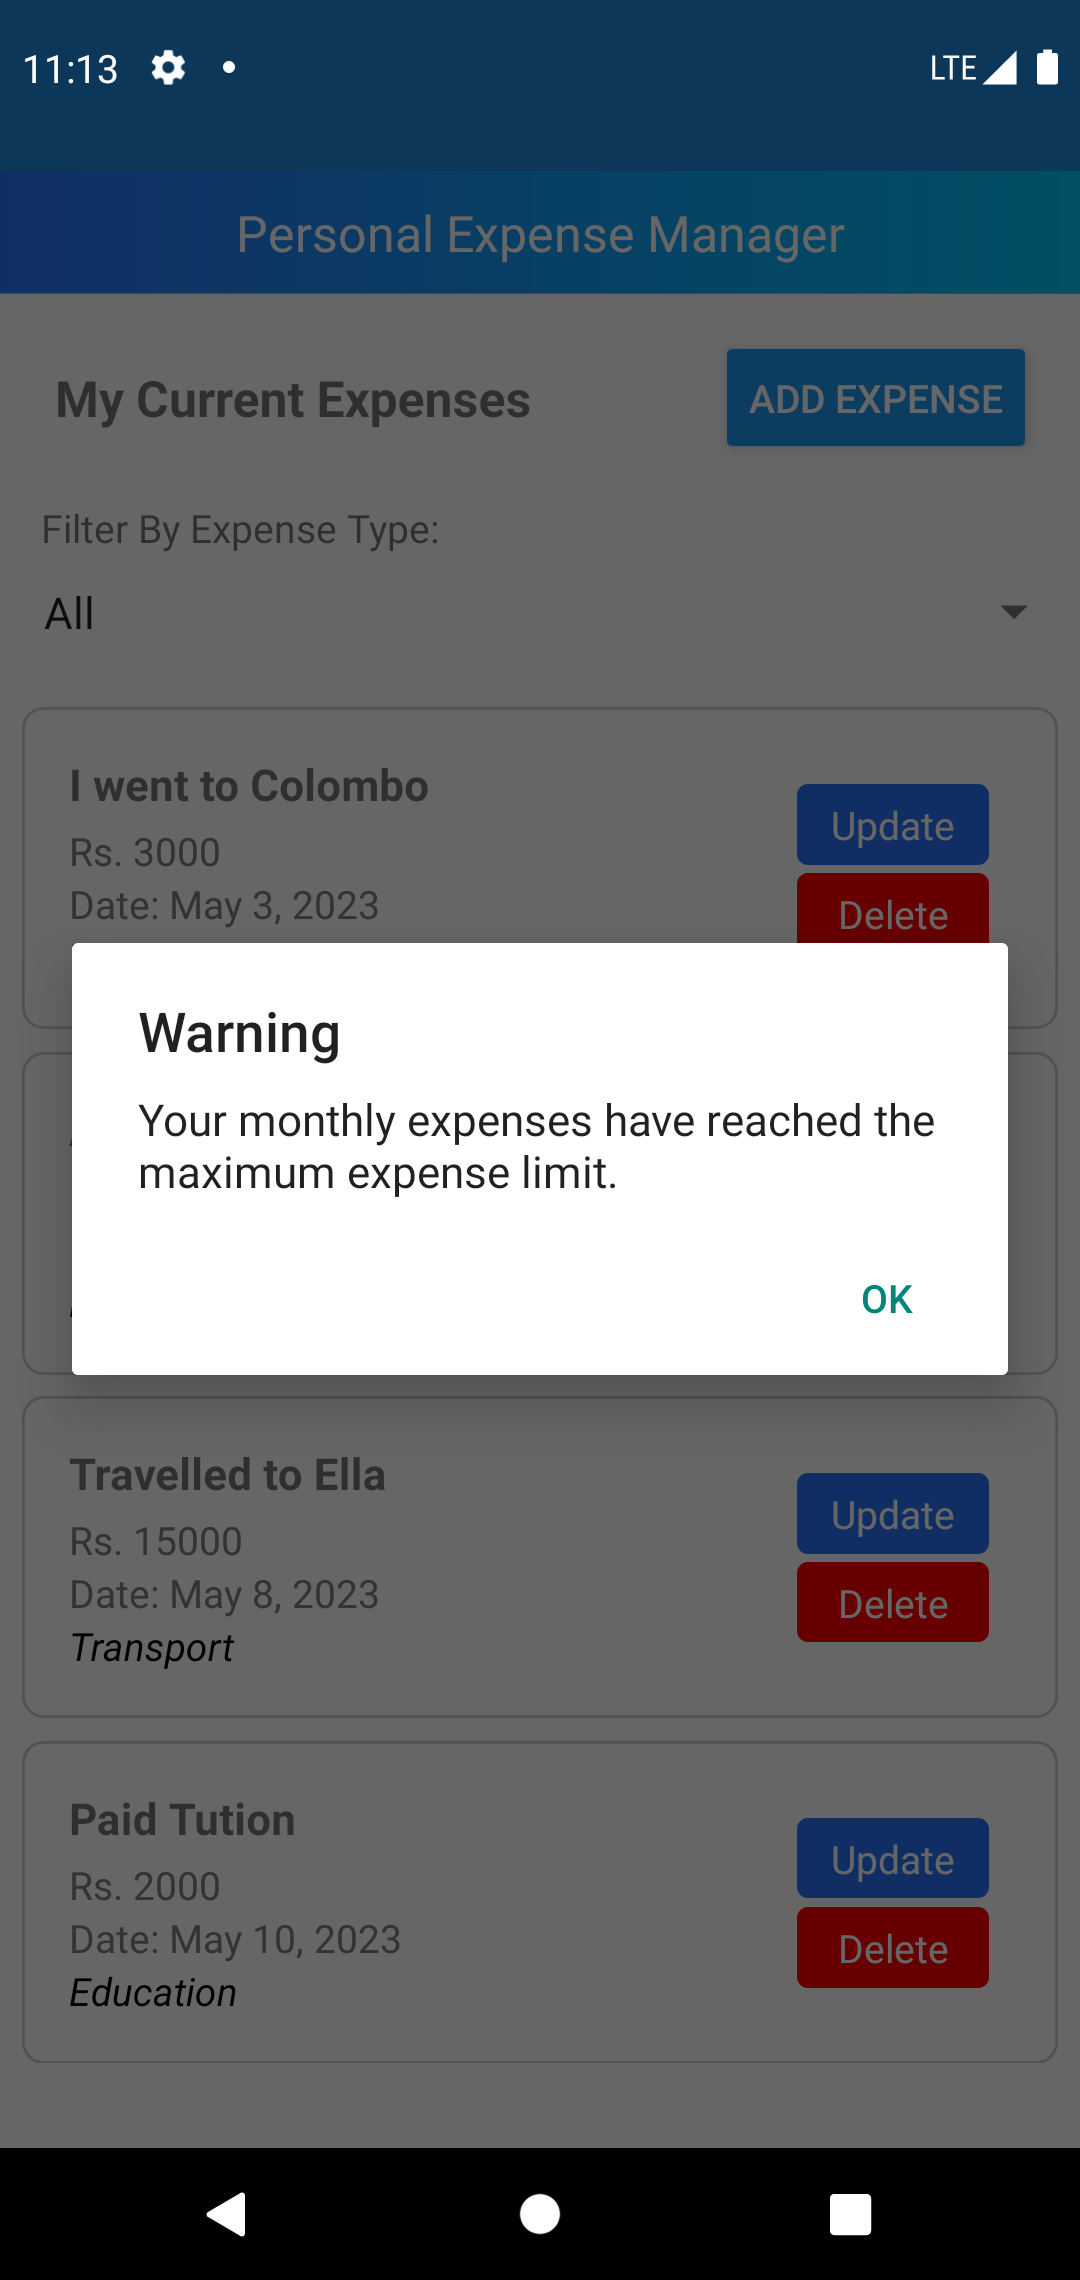 11:13
LTE
Personal Expense Manager
My Current Expenses
ADD EXPENSE
Filter By Expense Type:
All
I went to Colombo
Rs. 3000
Date: May 3, 2023
Update
Delete
Warning
Your monthly expenses have reached the
maximum expense limit.
OK
Travelled to Ella
Rs. 15000
Date: May 8, 2023
Transport
Update
Delete
Paid Tution
Rs. 2000
Date: May 10, 2023
Education
Update
Delete